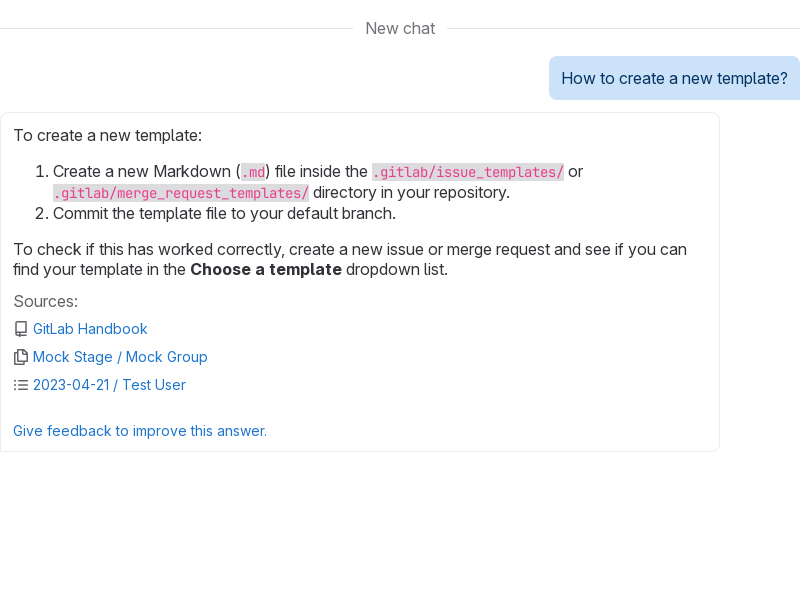 New chat
How to create a new template?
To create a new template:
1. Create a new Markdown (.md) file inside the .gitlab/issue_templates/ or
.gitlab/merge_request_templates/ directory in your repository.
2. Commit the template file to your default branch.
To check if this has worked correctly, create a new issue or merge request and see if you can
find your template in the Choose a template dropdown list.
Sources:
GitLab Handbook
Mock Stage / Mock Group
2023-04-21 / Test User
Give feedback to improve this answer.